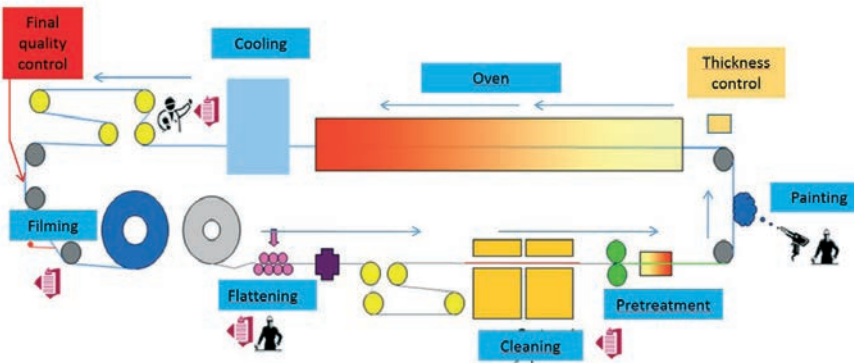 Final
quality
control
Cooling
Oven
Thickness
control
Painting
Filming
Flattening
Pretreatment
Cleaning